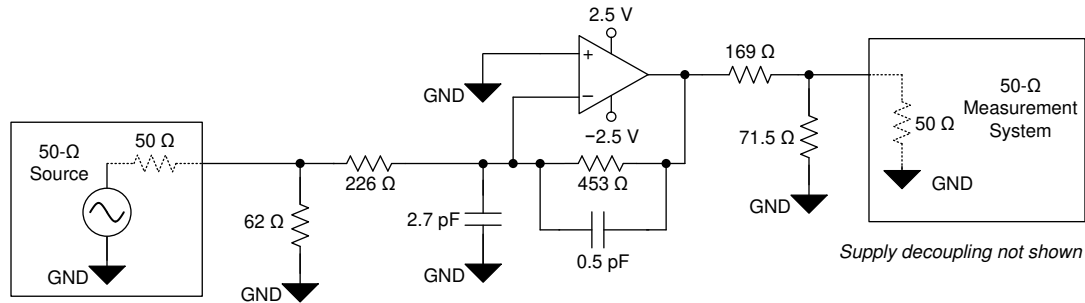 2.5 V
+
−
−2.5 V
GND
169 Ω
GND
71.5 Ω
50-Ω
Measurement
System
50 Ω
GND
50-Ω
Source
50 Ω
GND
226 Ω
62 Ω
GND
2.7 pF
GND
453 Ω
0.5 pF
Supply decoupling not shown